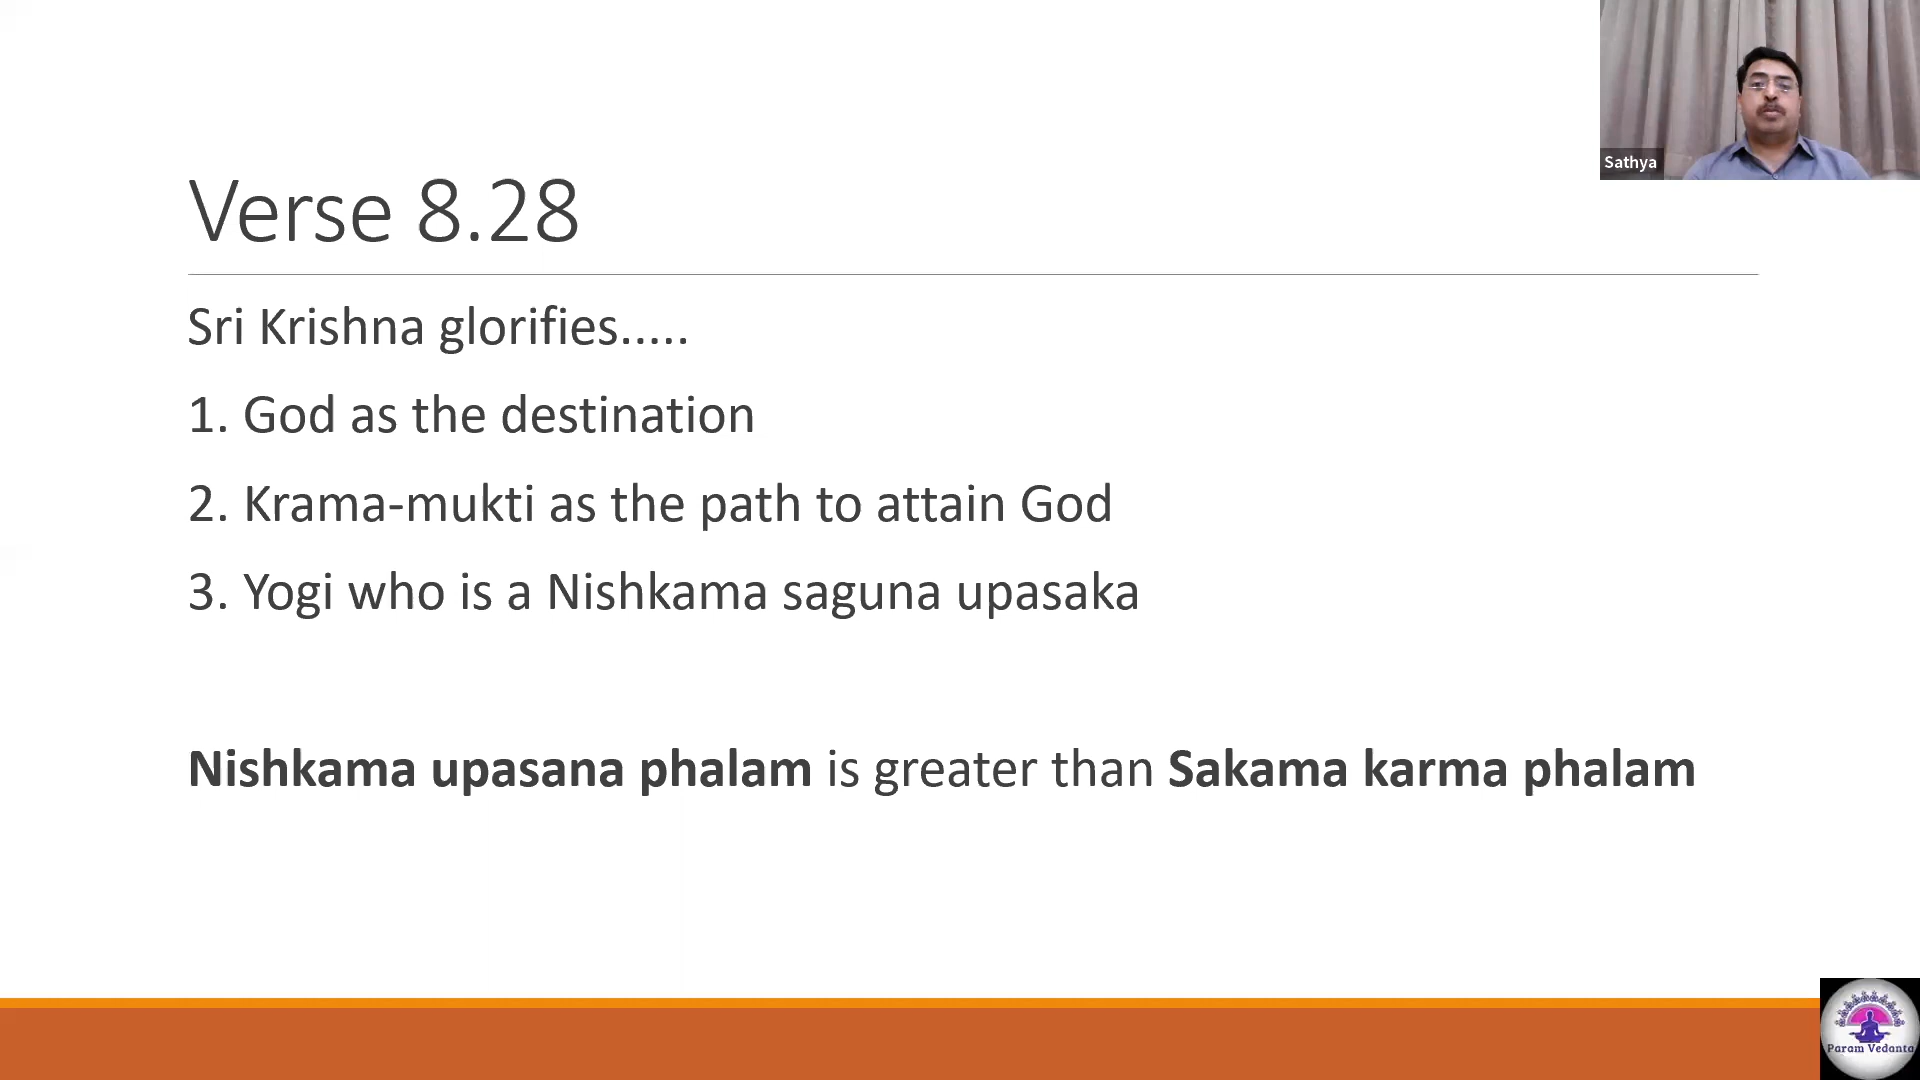 Sathya
Verse 8.28
Sri Krishna glorifies.....
1. God as the destination
2. Krama-mukti as the path to attain God
3. Yogi who is a Nishkama saguna upasaka
Nishkama upasana phalam is greater than Sakama karma phalam
Param Vedanta